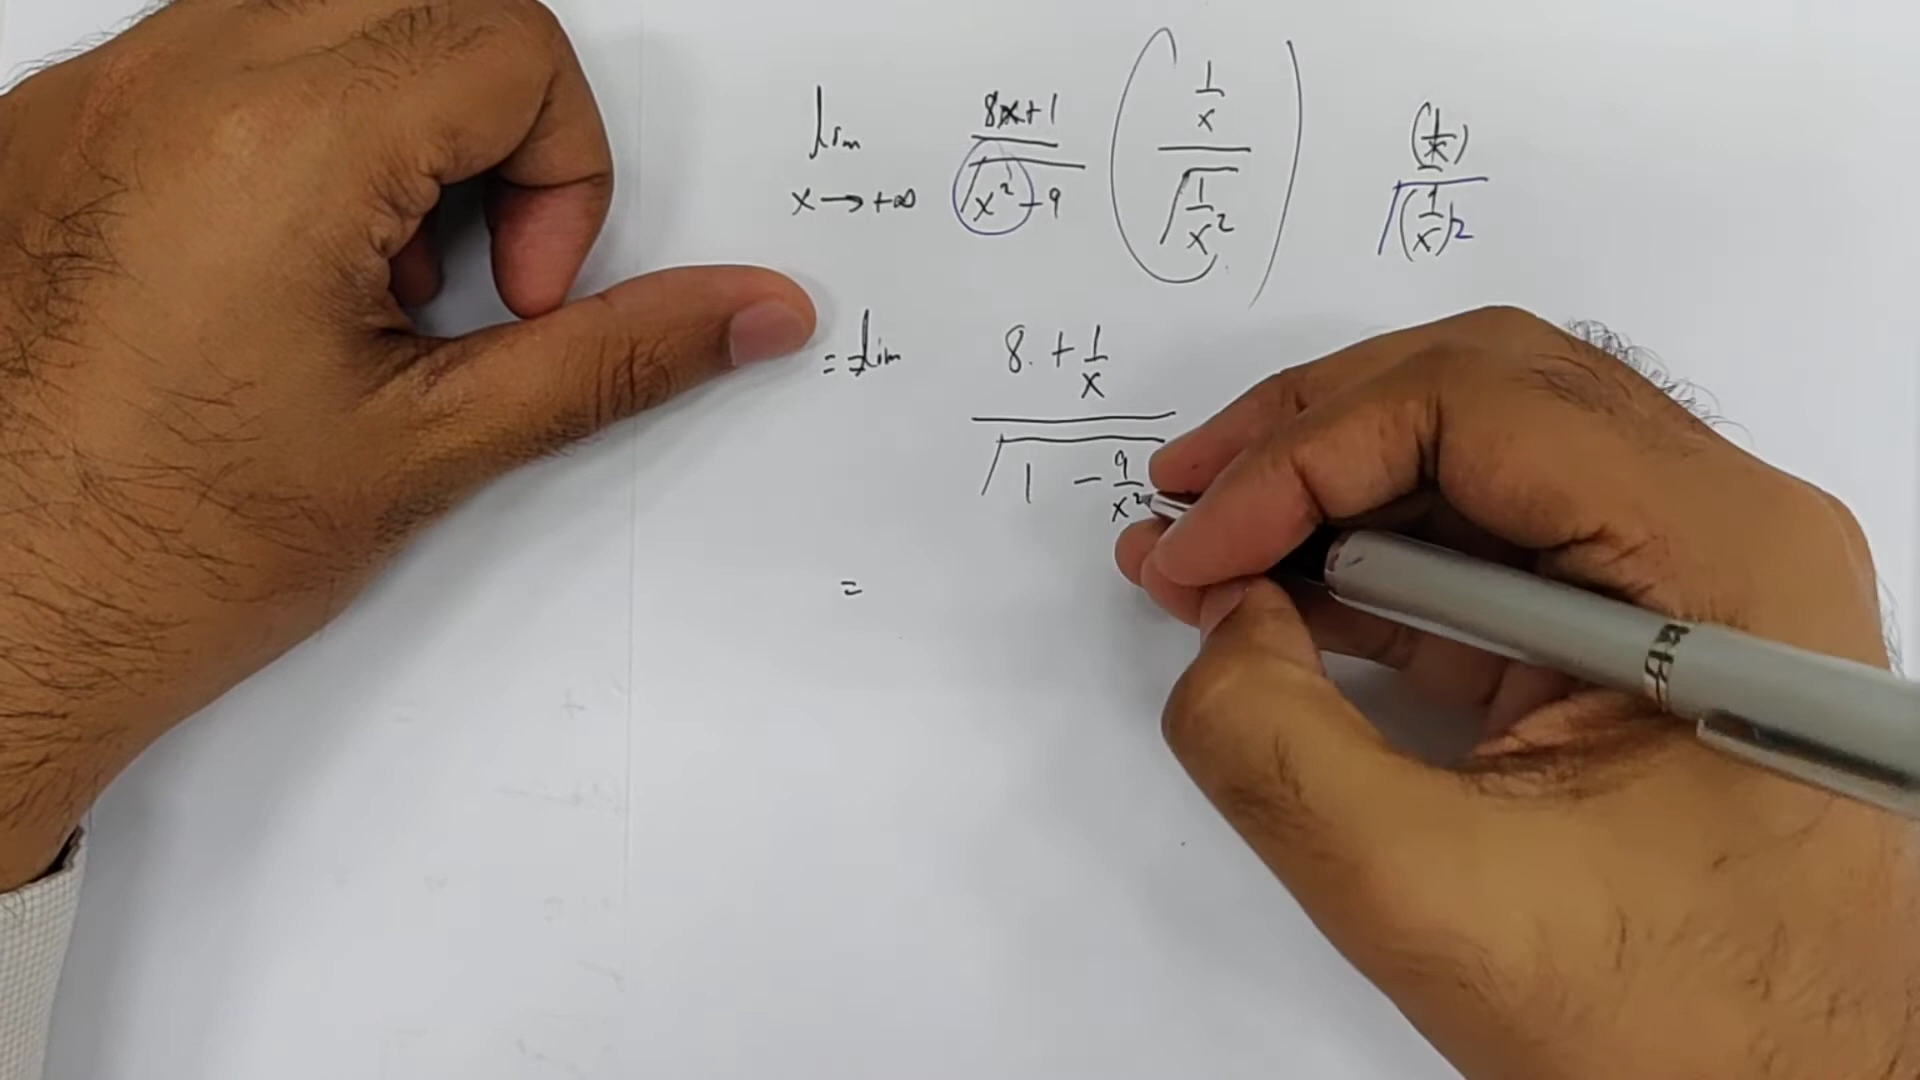 lim x→+∞ (8x+1)/√(x²-9) ((1/x)/√(1/x²)) (1/x)/√((1/x)²)
= lim (8 + 1/x)/√(1 - 9/x²)
=